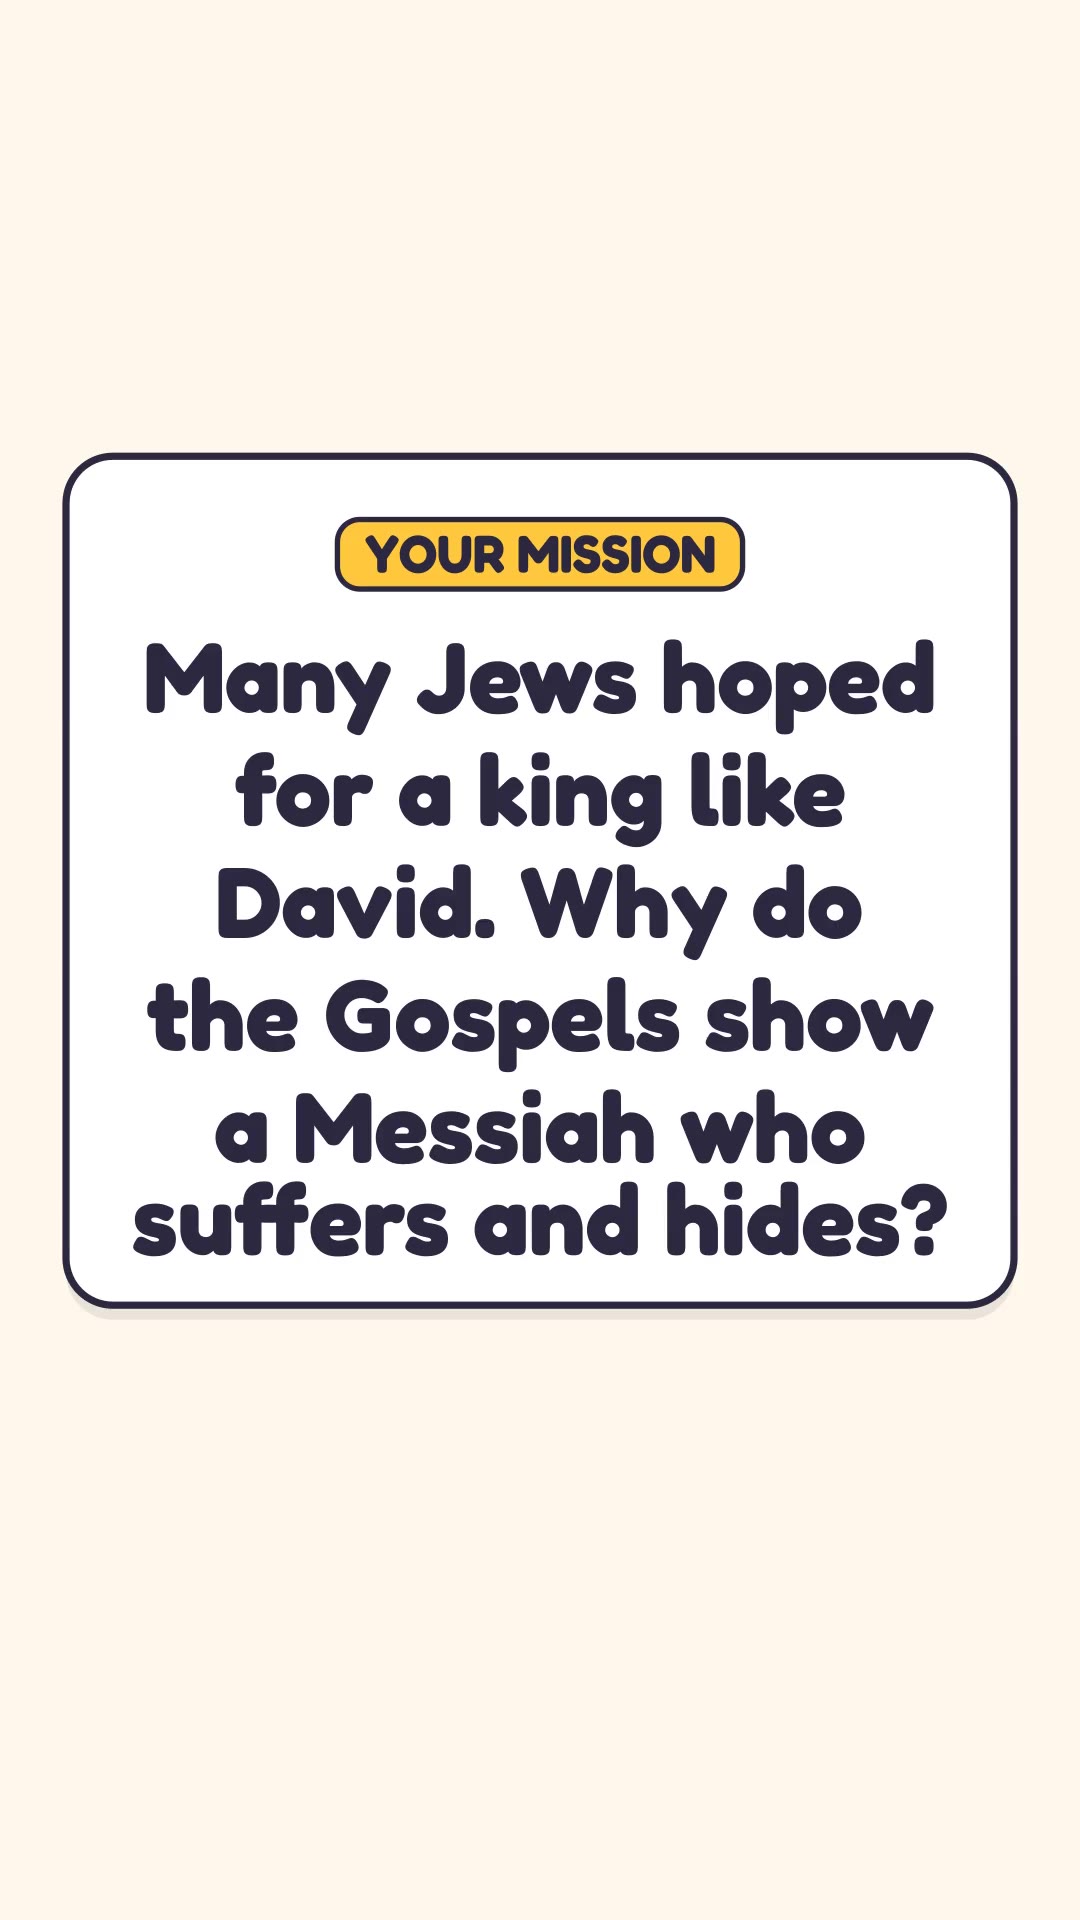 YOUR MISSION
Many Jews hoped
for a king like
David. Why do
the Gospels show
a Messiah who
suffers and hides?